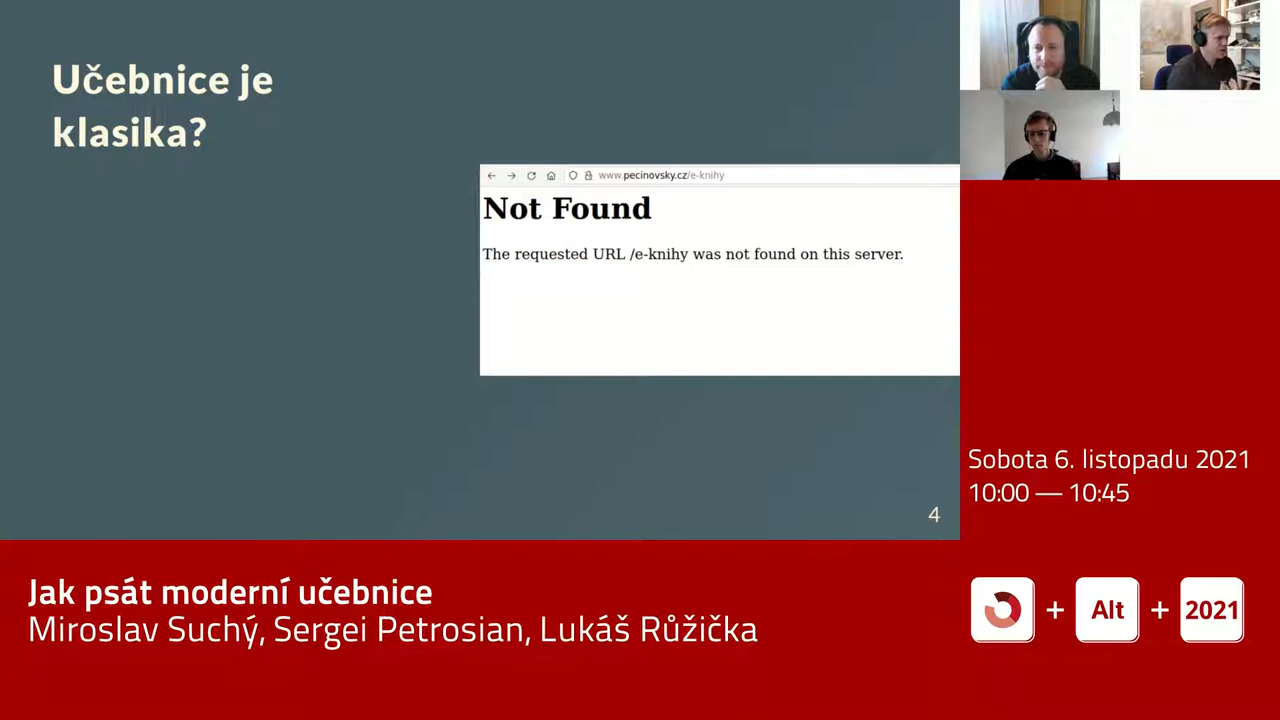 Učebnice je
klasika?
www.pecinovsky.cz/e-knihy
Not Found
The requested URL /e-knihy was not found on this server.
4
Sobota 6. listopadu 2021
10:00 — 10:45
Jak psát moderní učebnice
Miroslav Suchý, Sergei Petrosian, Lukáš Růžička
+ Alt + 2021